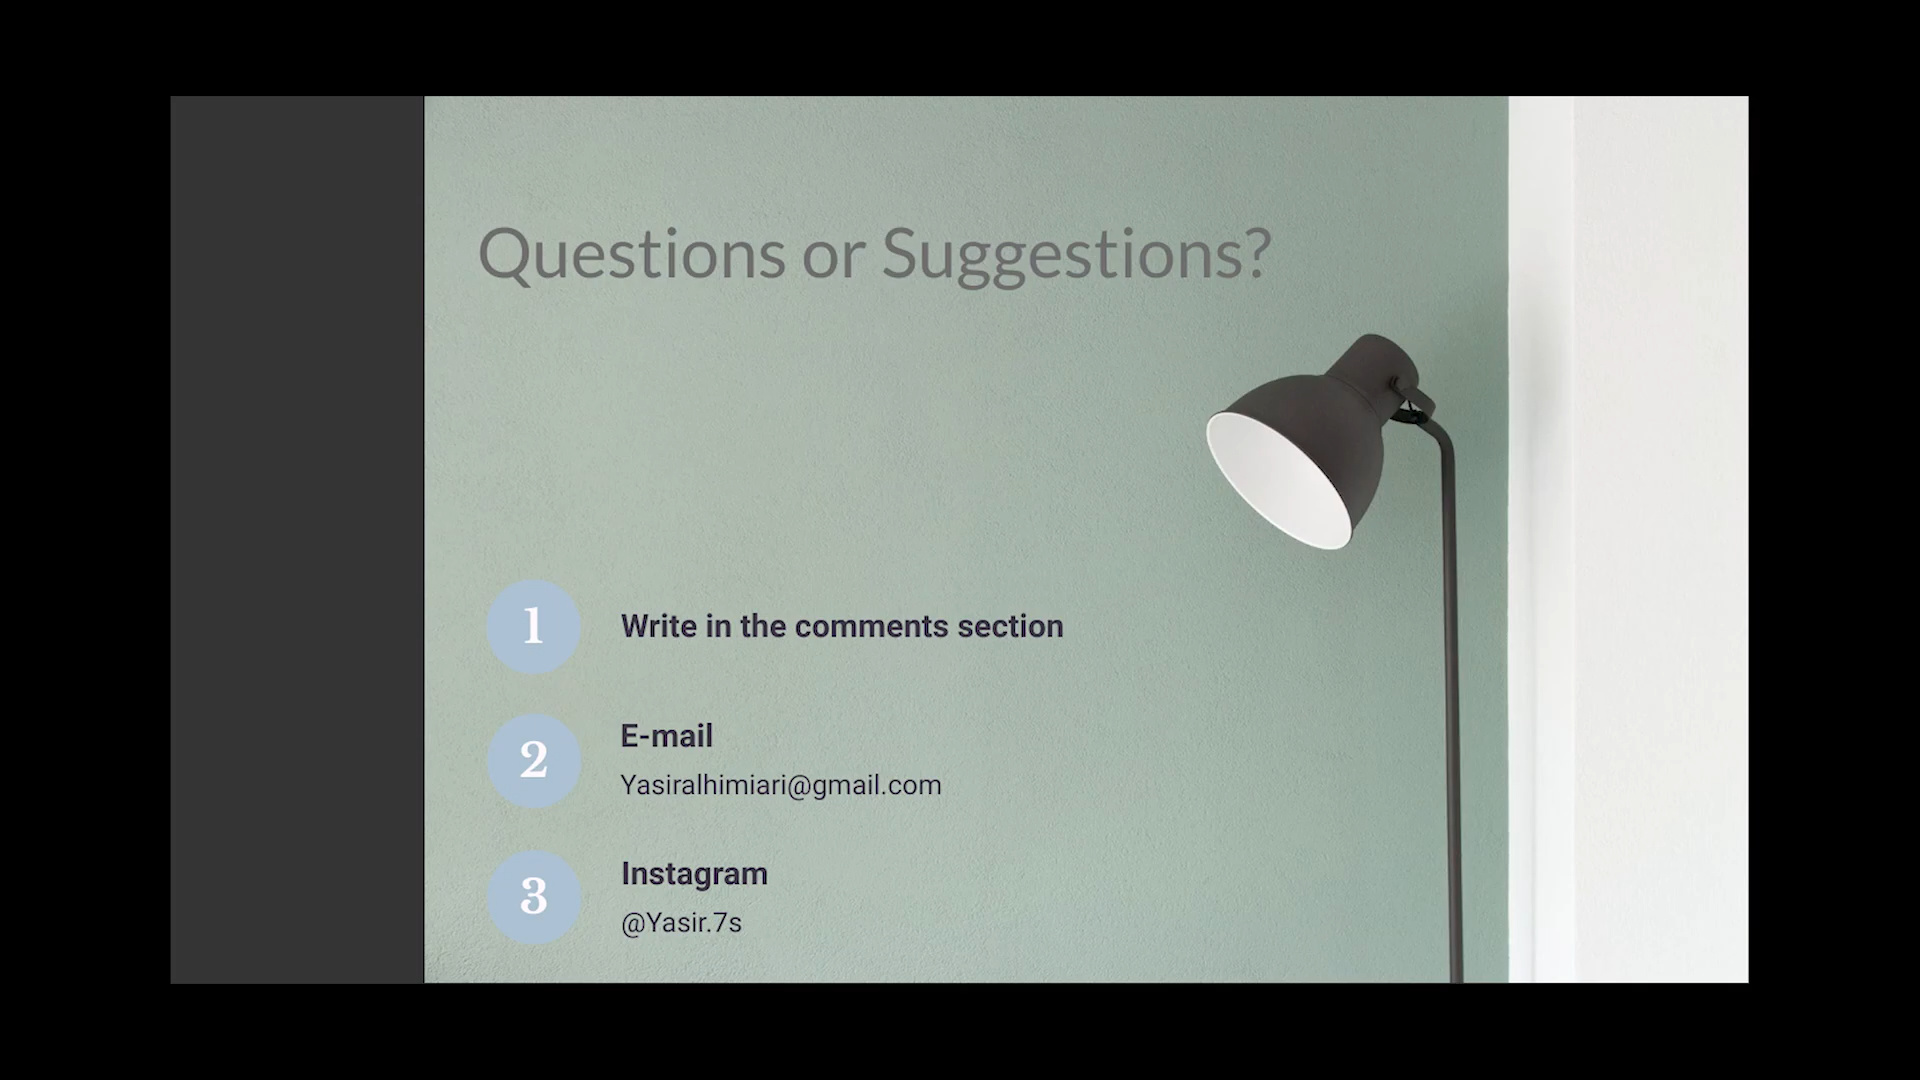 Questions or Suggestions?
1
Write in the comments section
2
E-mail
Yasiralhimiari@gmail.com
3
Instagram
@Yasir.7s